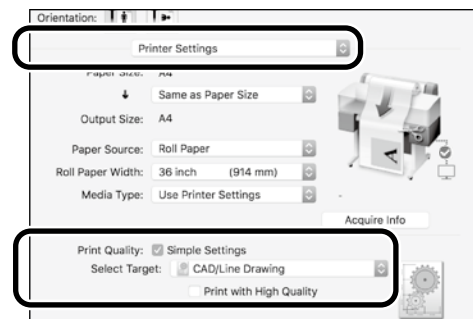 Orientation:
Printer Settings
Paper Size: A4
Same as Paper Size
Output Size: A4
Paper Source: Roll Paper
Roll Paper Width: 36 inch (914 mm)
Media Type: Use Printer Settings
-
Acquire Info
Print Quality: Simple Settings
Select Target: CAD/Line Drawing
Print with High Quality